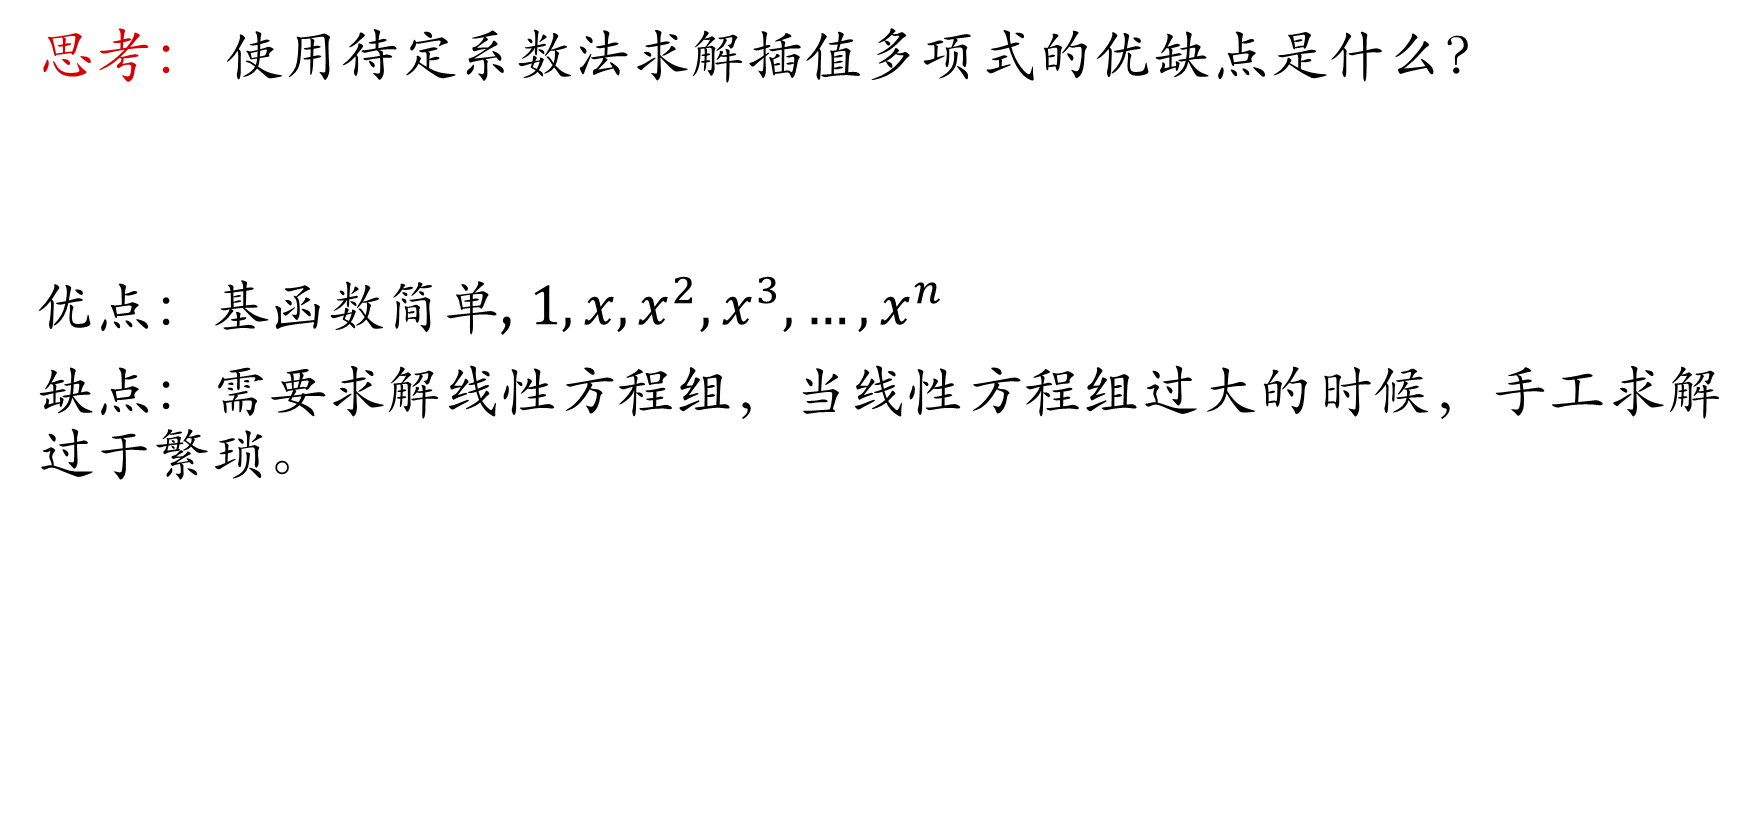 思考： 使用待定系数法求解插值多项式的优缺点是什么?
优点：基函数简单, 1, x, x², x³, … , xⁿ
缺点：需要求解线性方程组，当线性方程组过大的时候，手工求解
过于繁琐。